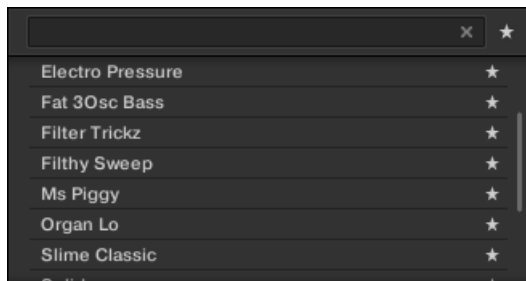 Electro Pressure
Fat 3Osc Bass
Filter Trickz
Filthy Sweep
Ms Piggy
Organ Lo
Slime Classic